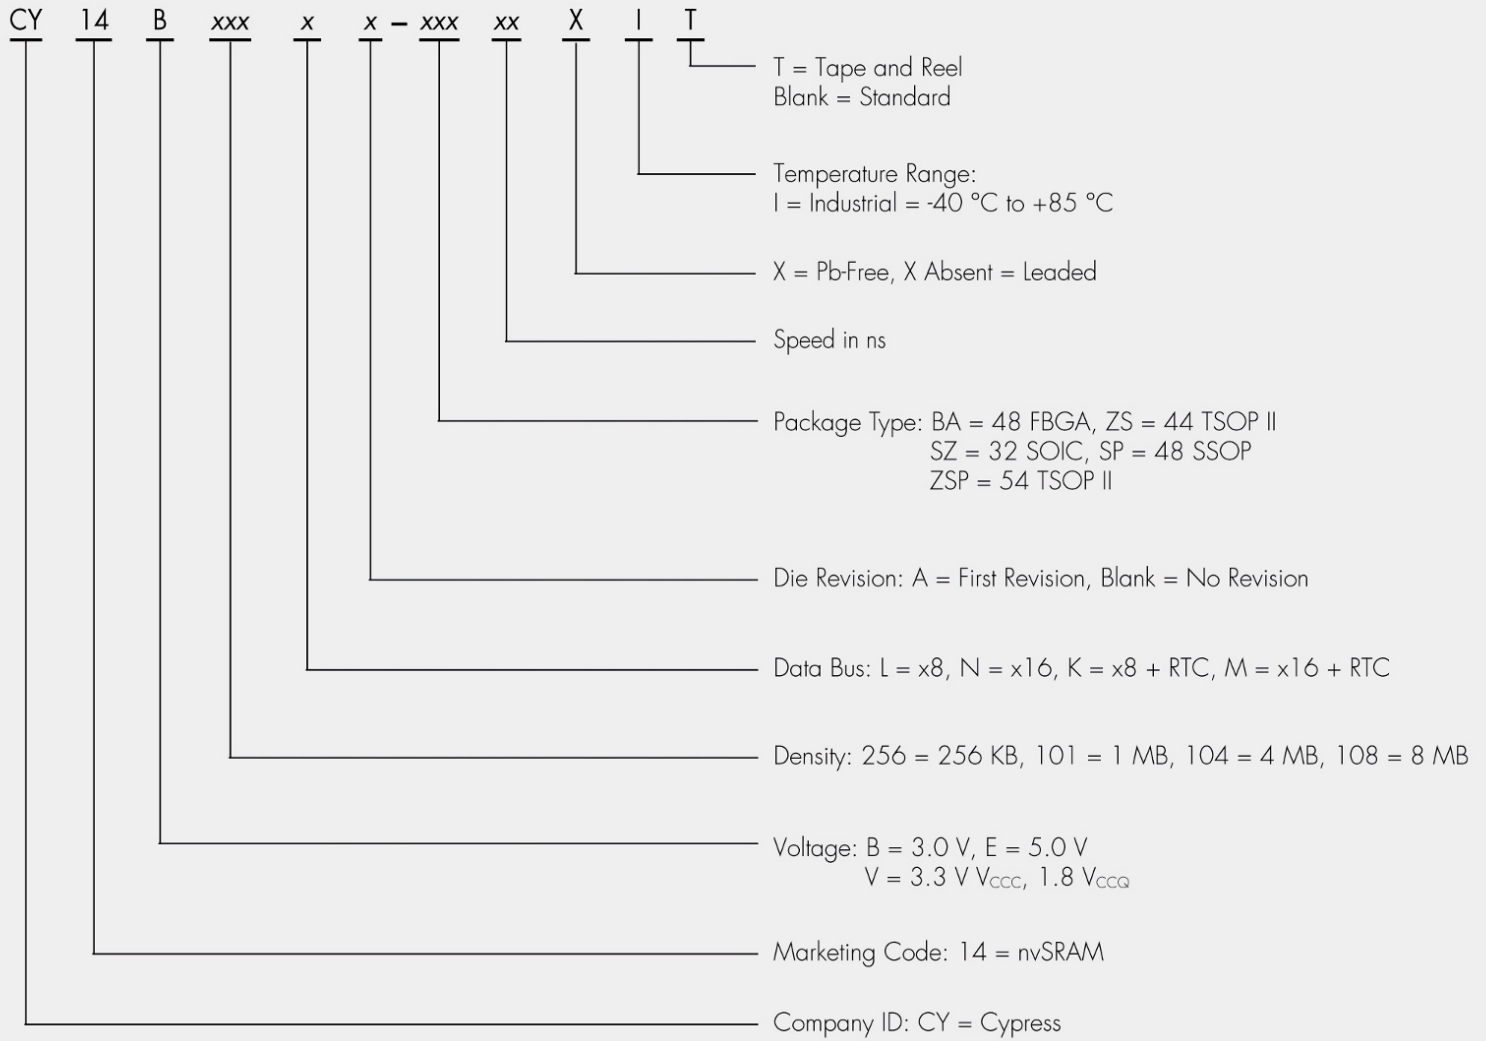 CY 14 B xxx x x – xxx xx X I T
T = Tape and Reel
Blank = Standard
Temperature Range:
I = Industrial = -40 °C to +85 °C
X = Pb-Free, X Absent = Leaded
Speed in ns
Package Type: BA = 48 FBGA, ZS = 44 TSOP II
SZ = 32 SOIC, SP = 48 SSOP
ZSP = 54 TSOP II
Die Revision: A = First Revision, Blank = No Revision
Data Bus: L = x8, N = x16, K = x8 + RTC, M = x16 + RTC
Density: 256 = 256 KB, 101 = 1 MB, 104 = 4 MB, 108 = 8 MB
Voltage: B = 3.0 V, E = 5.0 V
V = 3.3 V VCCC, 1.8 VCCQ
Marketing Code: 14 = nvSRAM
Company ID: CY = Cypress